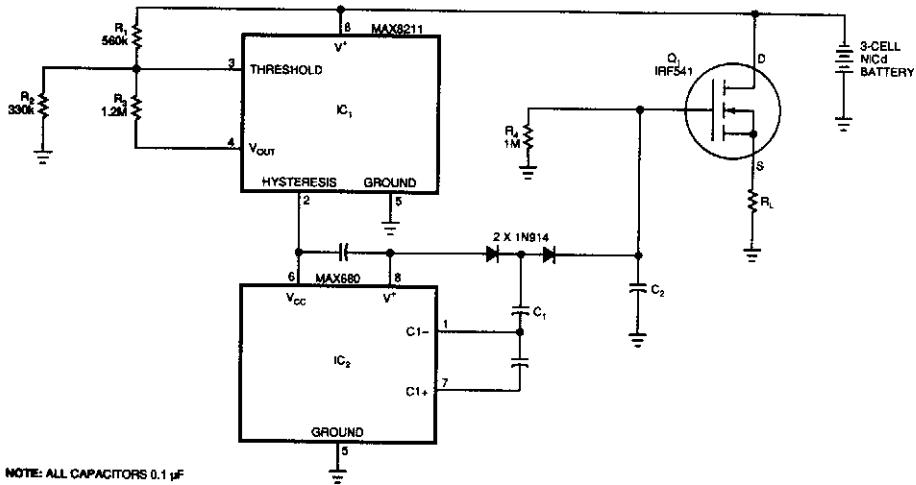 R1
560k
R2
330k
R3
1.2M
8
MAX8211
V+
3
THRESHOLD
IC1
4
VOUT
HYSTERESIS
GROUND
2
5
Q1
IRF541
D
S
3-CELL
NiCd
BATTERY
R4
1M
RL
2 X 1N914
6
MAX680
8
VCC
V+
C1
C2
1
C1–
IC2
7
C1+
GROUND
5
NOTE: ALL CAPACITORS 0.1 µF